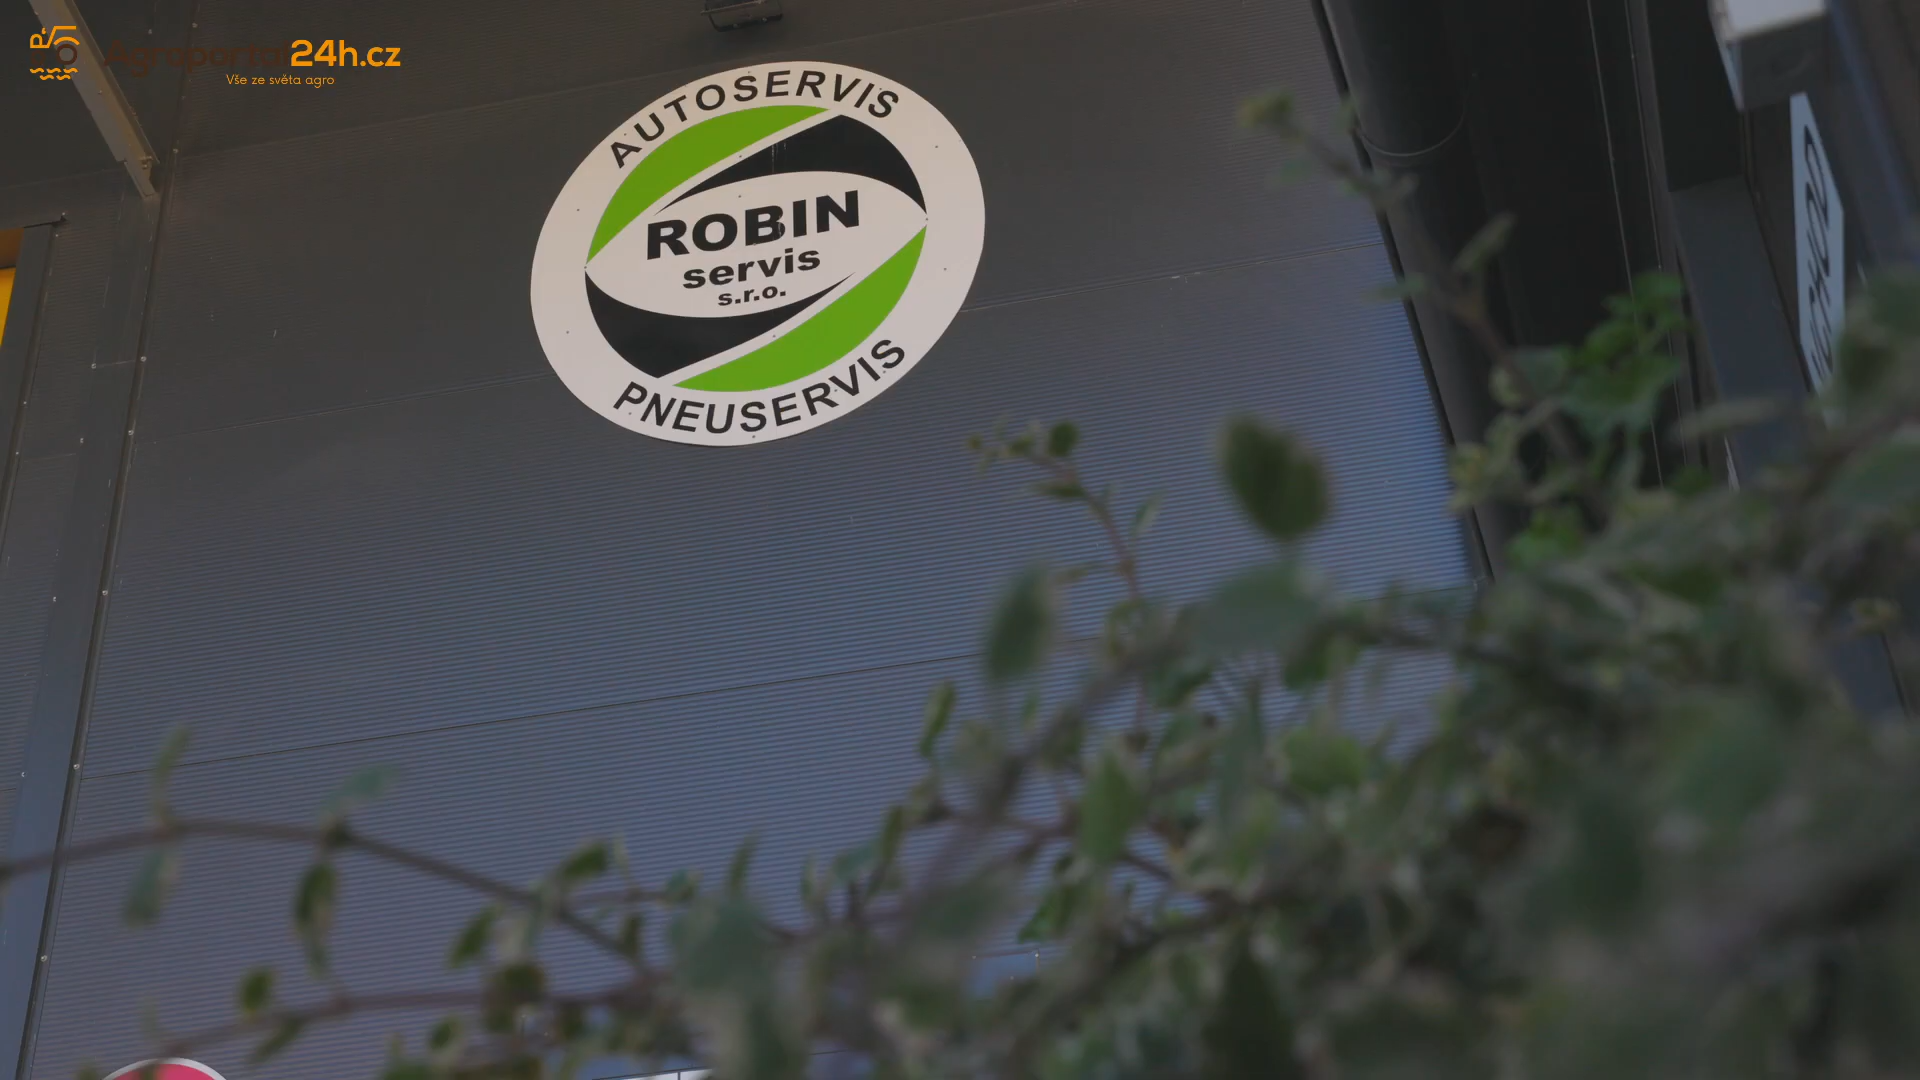 Agroportal24h.cz
Vše ze světa agro
AUTOSERVIS
ROBIN
servis
s.r.o.
PNEUSERVIS